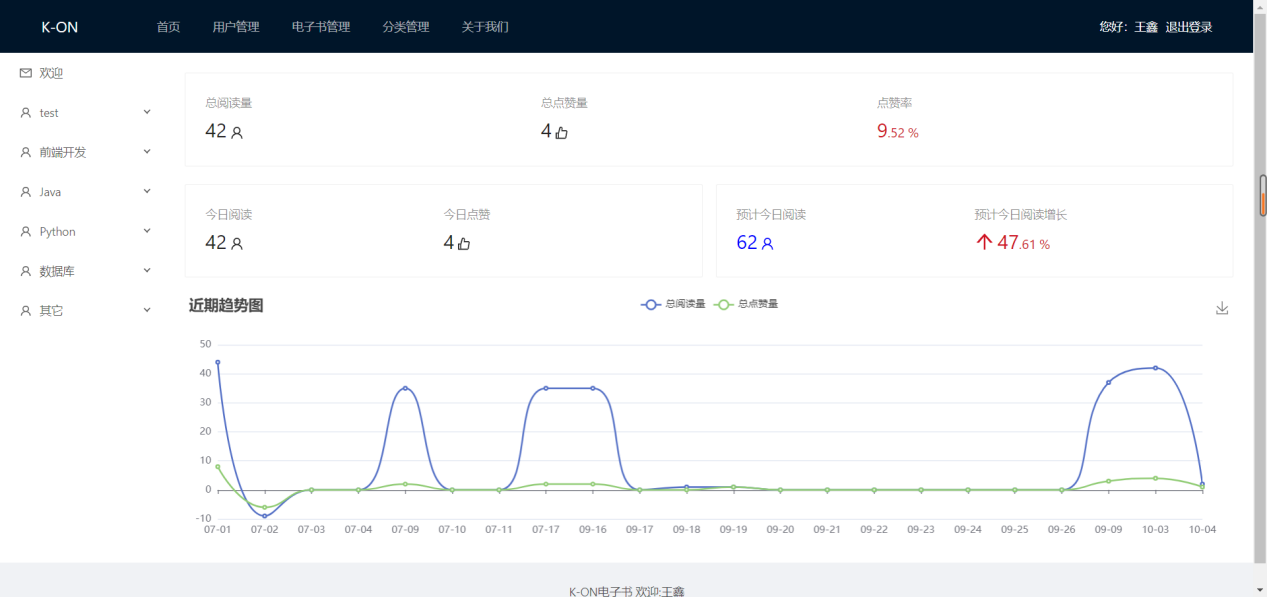 K-ON 首页 用户管理 电子书管理 分类管理 关于我们 您好：王鑫 退出登录
欢迎
test
前端开发
Java
Python
数据库
其它
总阅读量 总点赞量 点赞率
42 4 9.52 %
今日阅读 今日点赞 预计今日阅读 预计今日阅读增长
42 4 62 47.61 %
近期趋势图 总阅读量 总点赞量
50
40
30
20
10
0
-10
07-01 07-02 07-03 07-04 07-09 07-10 07-11 07-17 09-16 09-17 09-18 09-19 09-20 09-21 09-22 09-23 09-24 09-25 09-26 09-09 10-03 10-04
K-ON电子书 欢迎:王鑫